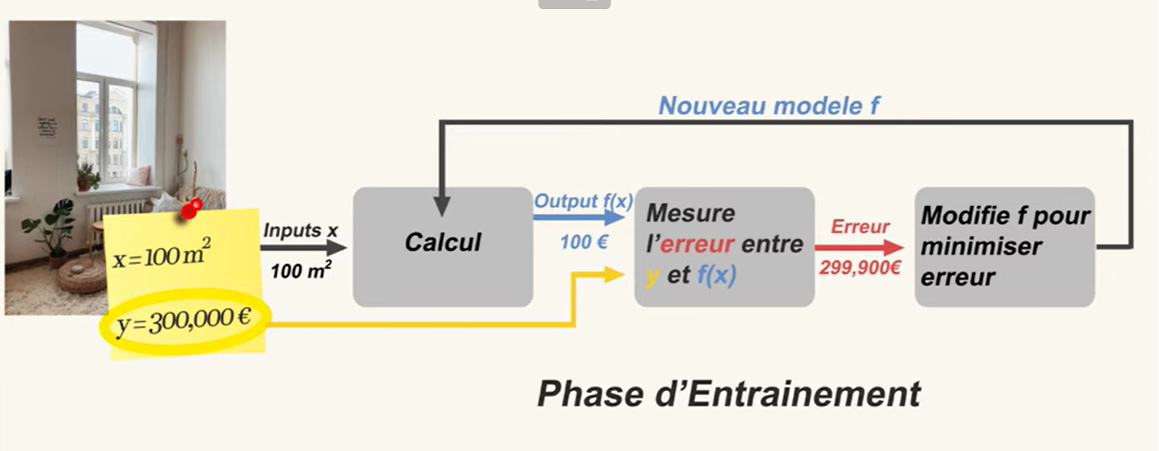 Nouveau modele f
x=100 m²
y=300,000 €
Inputs x
100 m²
Calcul
Output f(x)
100 €
Mesure
l'erreur entre
y et f(x)
Erreur
299,900€
Modifie f pour
minimiser
erreur
Phase d'Entrainement